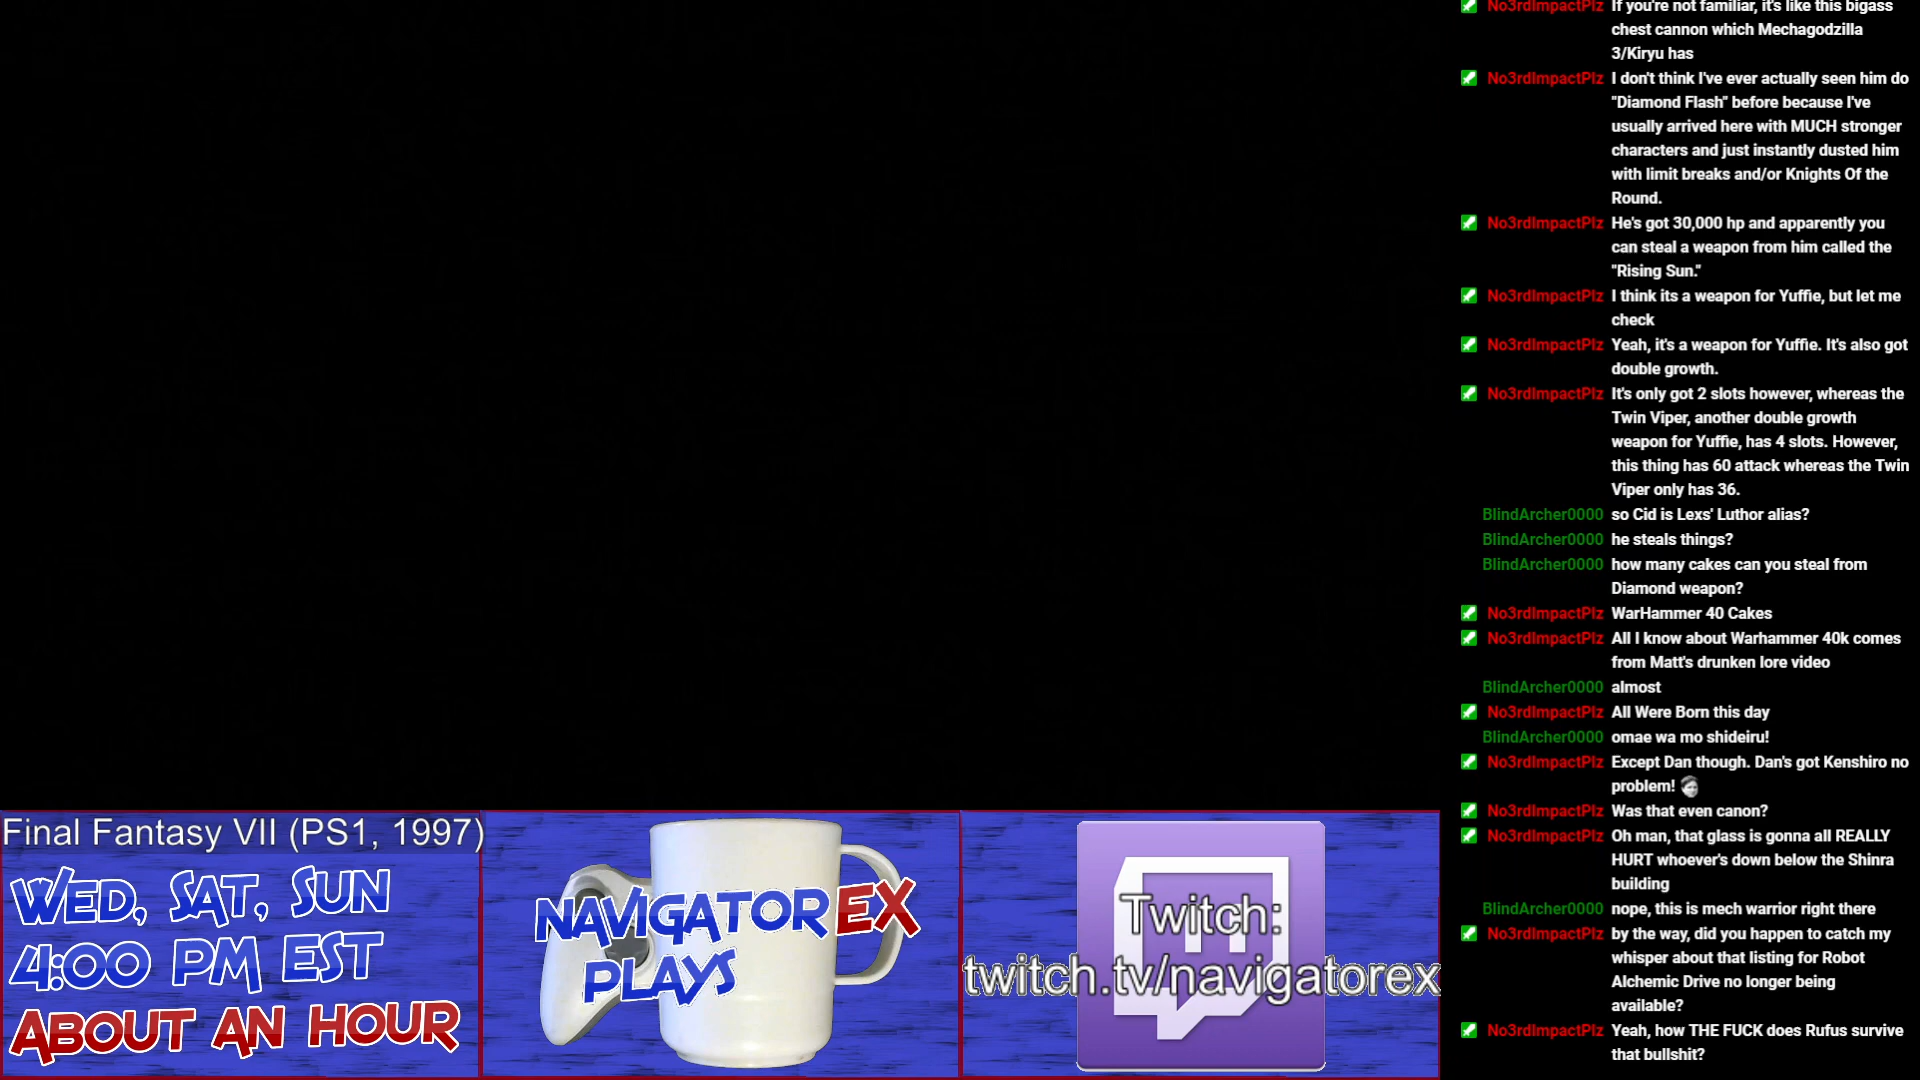 No3rdImpactPlz If you're not familiar, it's like this bigass
chest cannon which Mechagodzilla
3/Kiryu has
No3rdImpactPlz I don't think I've ever actually seen him do
"Diamond Flash" before because I've
usually arrived here with MUCH stronger
characters and just instantly dusted him
with limit breaks and/or Knights Of the
Round.
No3rdImpactPlz He's got 30,000 hp and apparently you
can steal a weapon from him called the
"Rising Sun."
No3rdImpactPlz I think its a weapon for Yuffie, but let me
check
No3rdImpactPlz Yeah, it's a weapon for Yuffie. It's also got
double growth.
No3rdImpactPlz It's only got 2 slots however, whereas the
Twin Viper, another double growth
weapon for Yuffie, has 4 slots. However,
this thing has 60 attack whereas the Twin
Viper only has 36.
BlindArcher0000 so Cid is Lexs' Luthor alias?
BlindArcher0000 he steals things?
BlindArcher0000 how many cakes can you steal from
Diamond weapon?
No3rdImpactPlz WarHammer 40 Cakes
No3rdImpactPlz All I know about Warhammer 40k comes
from Matt's drunken lore video
BlindArcher0000 almost
No3rdImpactPlz All Were Born this day
BlindArcher0000 omae wa mo shideiru!
No3rdImpactPlz Except Dan though. Dan's got Kenshiro no
problem!
No3rdImpactPlz Was that even canon?
No3rdImpactPlz Oh man, that glass is gonna all REALLY
HURT whoever's down below the Shinra
building
BlindArcher0000 nope, this is mech warrior right there
No3rdImpactPlz by the way, did you happen to catch my
whisper about that listing for Robot
Alchemic Drive no longer being
available?
No3rdImpactPlz Yeah, how THE FUCK does Rufus survive
that bullshit?
Final Fantasy VII (PS1, 1997)
WED, SAT, SUN
4:00 PM EST
ABOUT AN HOUR
NAVIGATOREX
PLAYS
Twitch:
twitch.tv/navigatorex